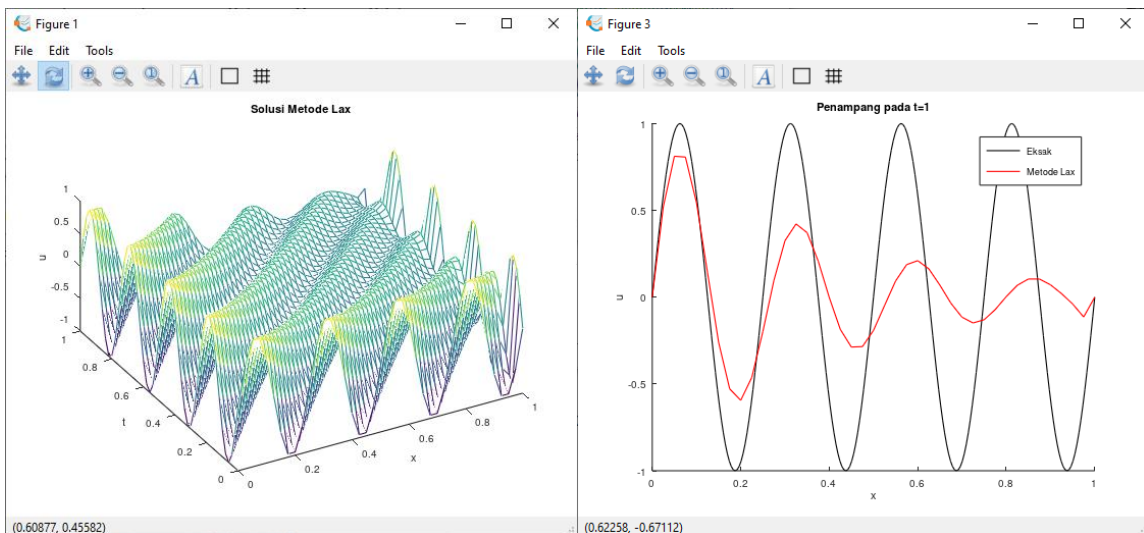 Figure 1
File Edit Tools
A
Solusi Metode Lax
1
0.5
0
-0.5
-1
u
1
0.8
0.6
0.4
0.2
0
t
0
0.2
0.4
0.6
0.8
1
x
(0.60877, 0.45582)
Figure 3
File Edit Tools
A
Penampang pada t=1
Eksak
Metode Lax
1
0.5
0
-0.5
-1
u
0 0.2 0.4 0.6 0.8 1
x
(0.62258, -0.67112)